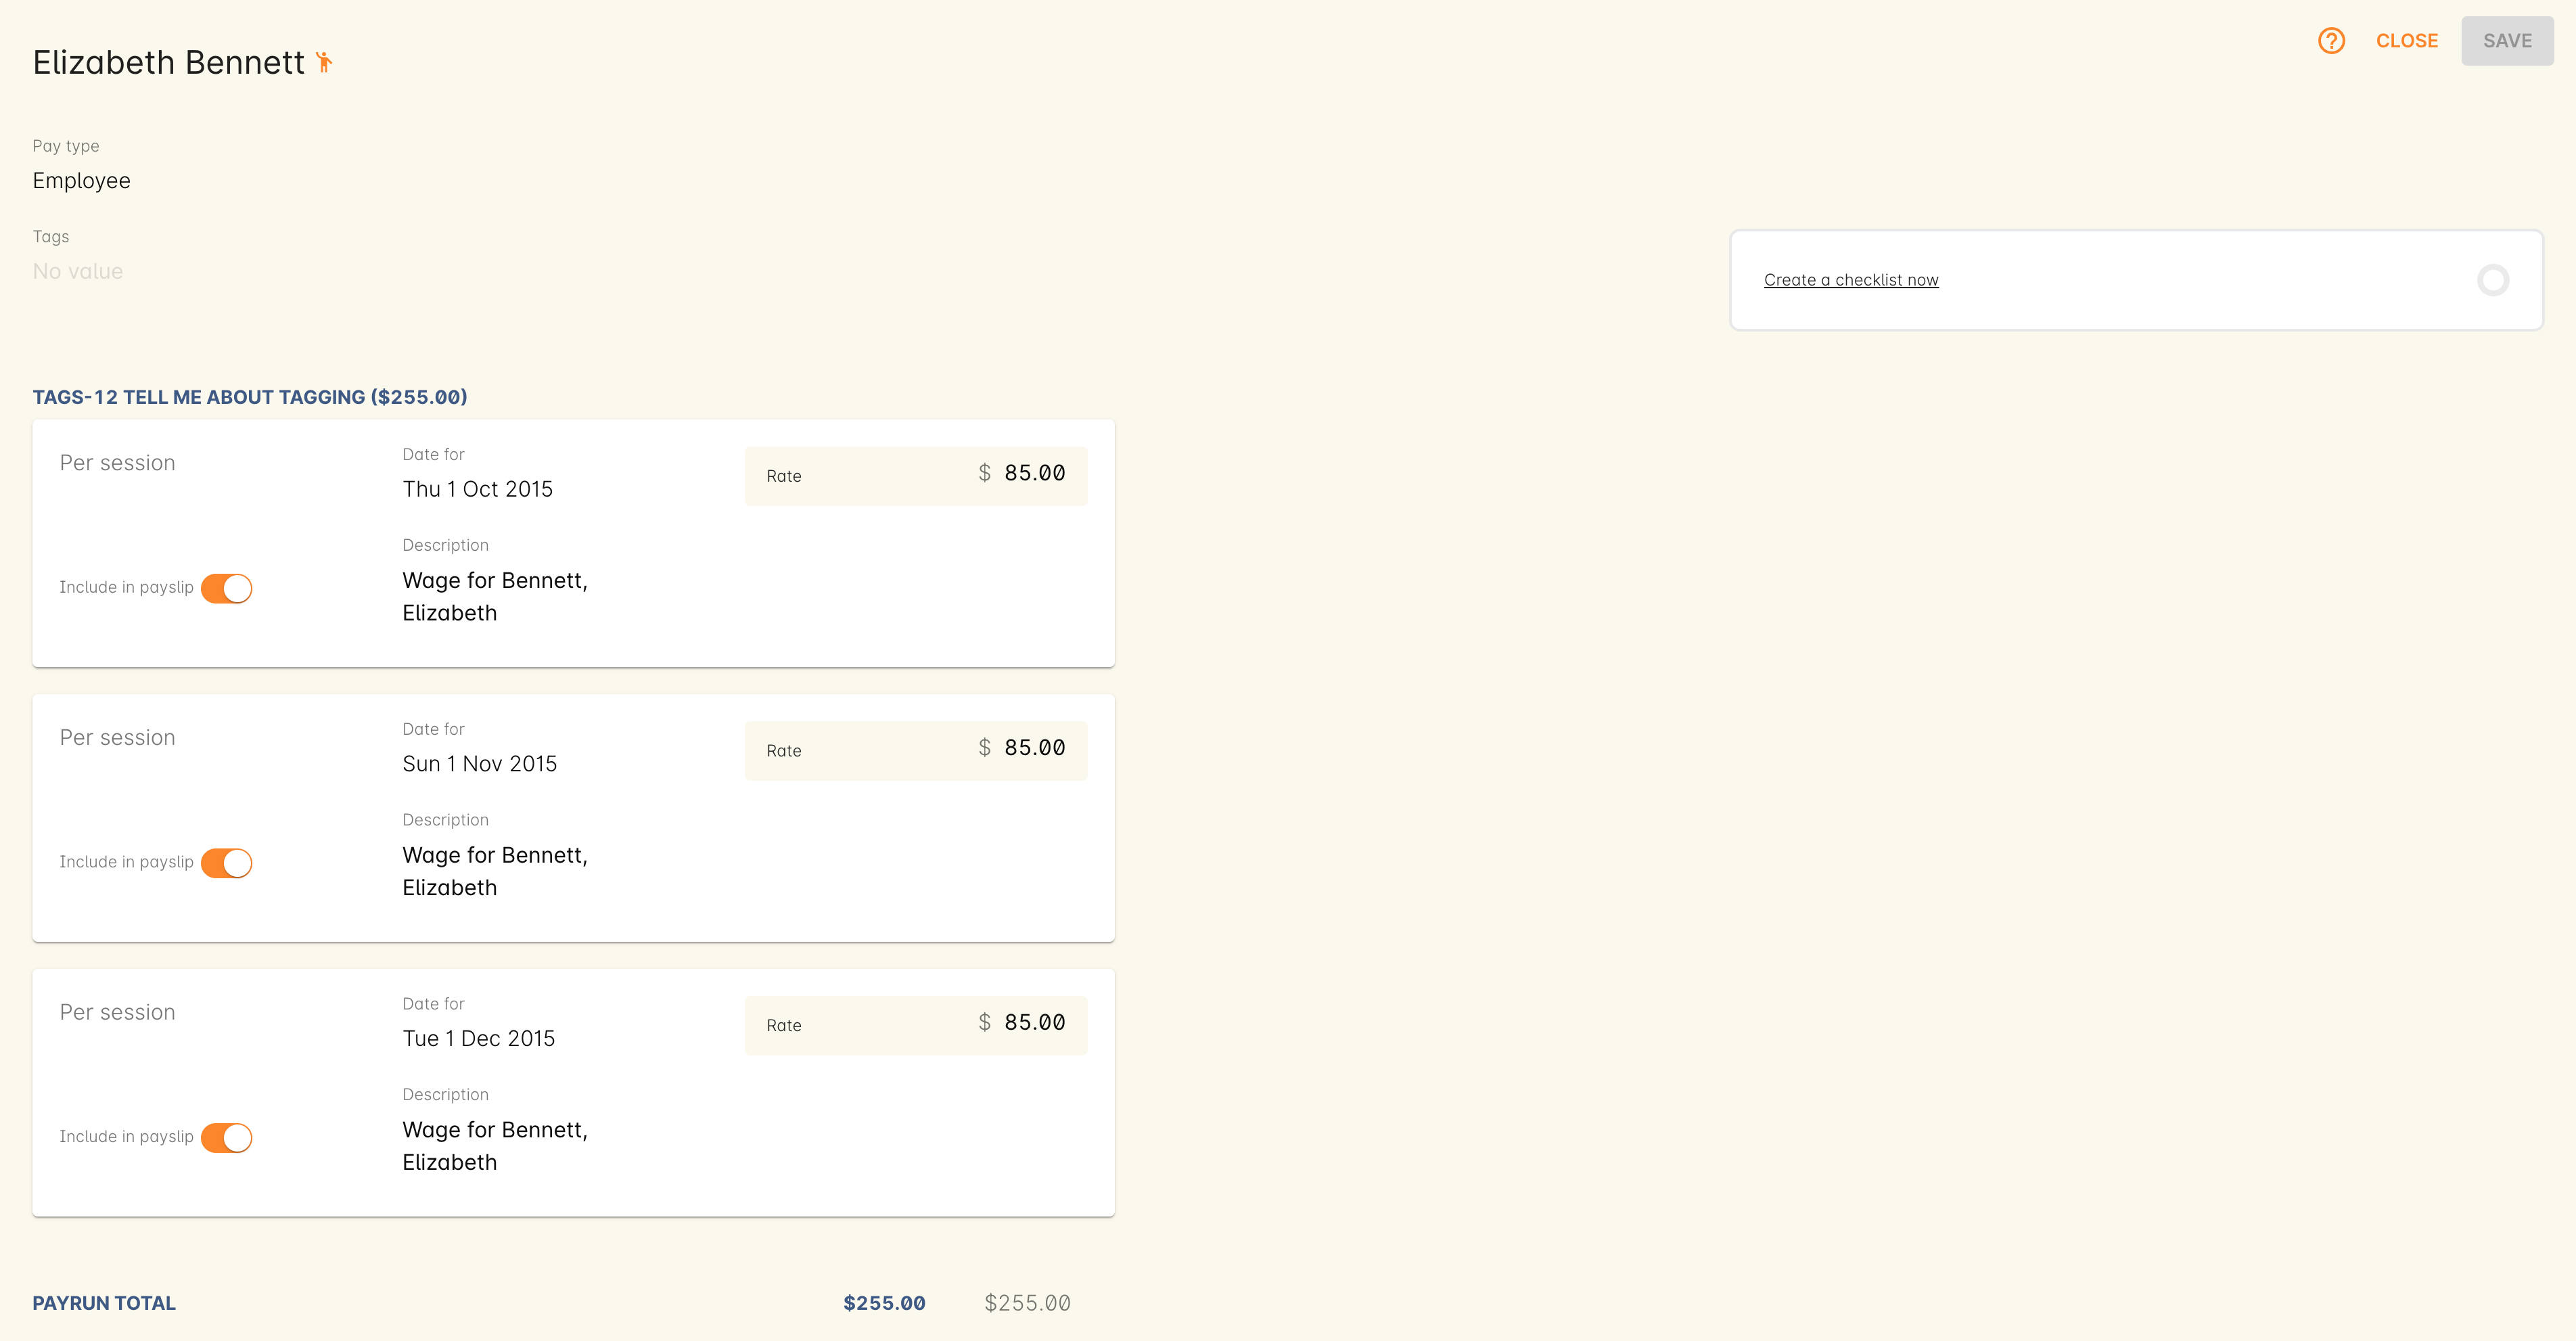 Elizabeth Bennett
CLOSE
SAVE
Pay type
Employee
Tags
No value
Create a checklist now
TAGS-12 TELL ME ABOUT TAGGING ($255.00)
Per session
Date for
Thu 1 Oct 2015
Rate
$ 85.00
Description
Wage for Bennett,
Elizabeth
Include in payslip
Per session
Date for
Sun 1 Nov 2015
Rate
$ 85.00
Description
Wage for Bennett,
Elizabeth
Include in payslip
Per session
Date for
Tue 1 Dec 2015
Rate
$ 85.00
Description
Wage for Bennett,
Elizabeth
Include in payslip
PAYRUN TOTAL
$255.00
$255.00